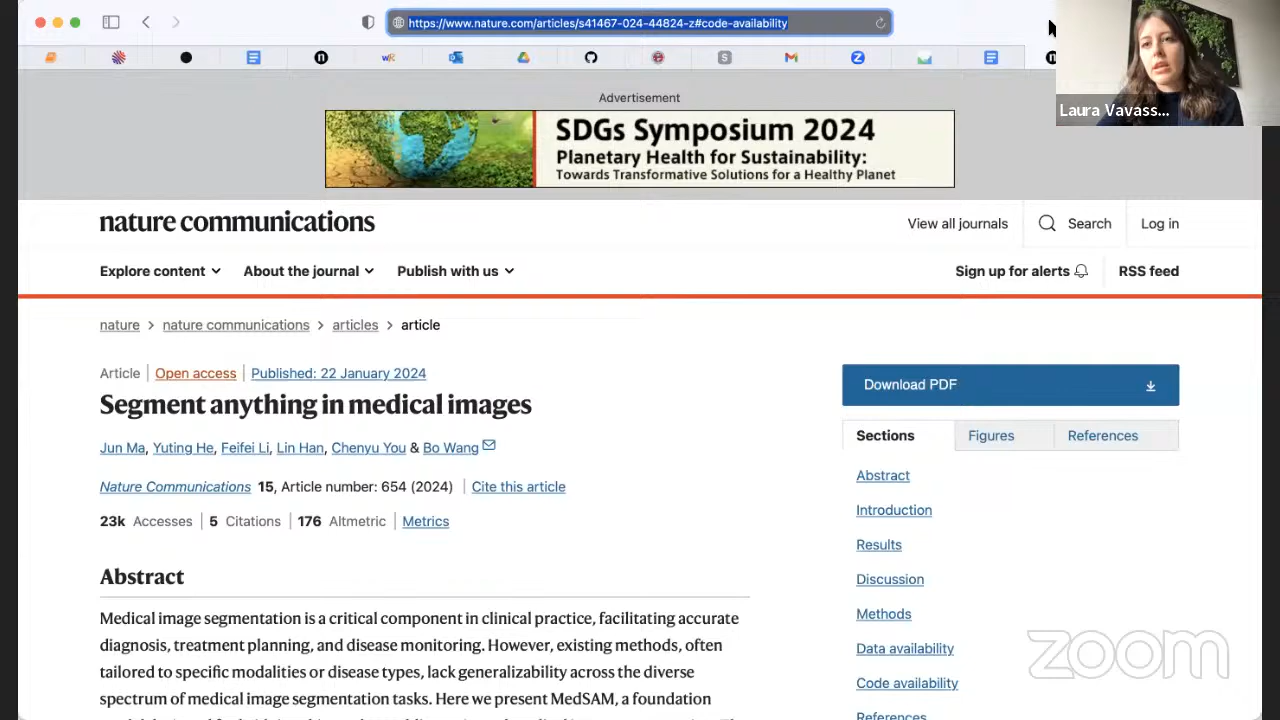 https://www.nature.com/articles/s41467-024-44824-z#code-availability
Laura Vavass...
Advertisement
SDGs Symposium 2024
Planetary Health for Sustainability:
Towards Transformative Solutions for a Healthy Planet
nature communications
View all journals
Search
Log in
Explore content
About the journal
Publish with us
Sign up for alerts
RSS feed
nature > nature communications > articles > article
Article | Open access | Published: 22 January 2024
Segment anything in medical images
Jun Ma, Yuting He, Feifei Li, Lin Han, Chenyu You & Bo Wang
Nature Communications 15, Article number: 654 (2024) | Cite this article
23k Accesses | 5 Citations | 176 Altmetric | Metrics
Abstract
Medical image segmentation is a critical component in clinical practice, facilitating accurate
diagnosis, treatment planning, and disease monitoring. However, existing methods, often
tailored to specific modalities or disease types, lack generalizability across the diverse
spectrum of medical image segmentation tasks. Here we present MedSAM, a foundation
Download PDF
Sections
Figures
References
Abstract
Introduction
Results
Discussion
Methods
Data availability
Code availability
References
zoom